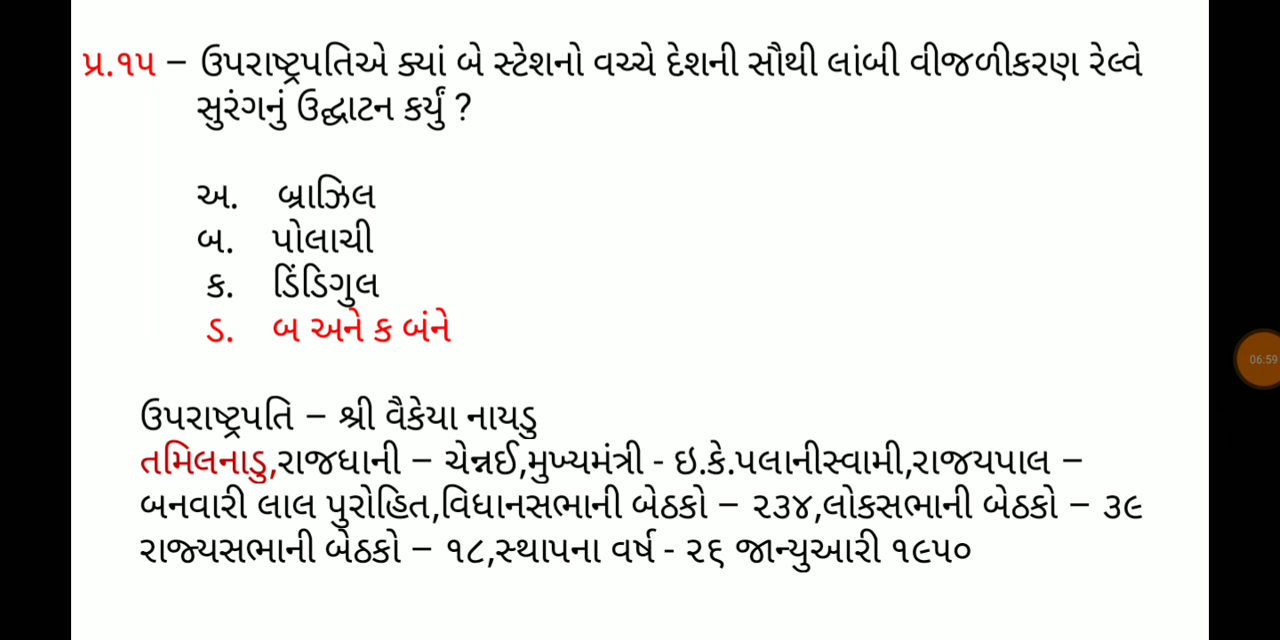 પ્ર.૧૫ – ઉપરાષ્ટ્રપતિએ ક્યાં બે સ્ટેશનો વચ્ચે દેશની સૌથી લાંબી વીજળીકરણ રેલ્વે
સુરંગનું ઉદ્ઘાટન કર્યું ?
અ. બ્રાઝિલ
બ. પોલાચી
ક. ડિંડિગુલ
ડ. બ અને ક બંને
06:59
ઉપરાષ્ટ્રપતિ – શ્રી વૈકેયા નાયડુ
તમિલનાડુ,રાજધાની – ચેન્નઈ,મુખ્યમંત્રી - ઇ.કે.પલાનીસ્વામી,રાજયપાલ –
બનવારી લાલ પુરોહિત,વિધાનસભાની બેઠકો – ૨૩૪,લોકસભાની બેઠકો – ૩૯
રાજ્યસભાની બેઠકો – ૧૮,સ્થાપના વર્ષ - ૨૬ જાન્યુઆરી ૧૯૫૦